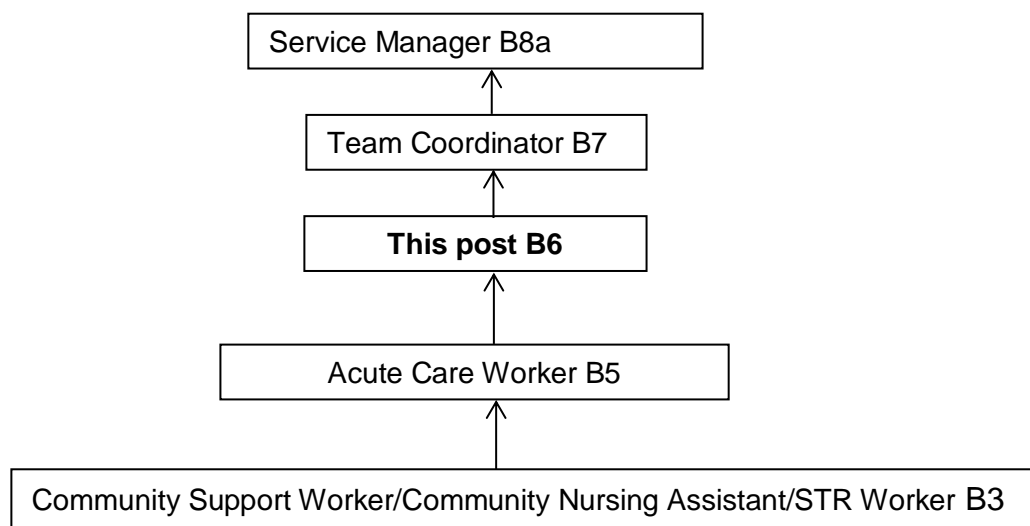 Service Manager B8a
Team Coordinator B7
This post B6
Acute Care Worker B5
Community Support Worker/Community Nursing Assistant/STR Worker B3